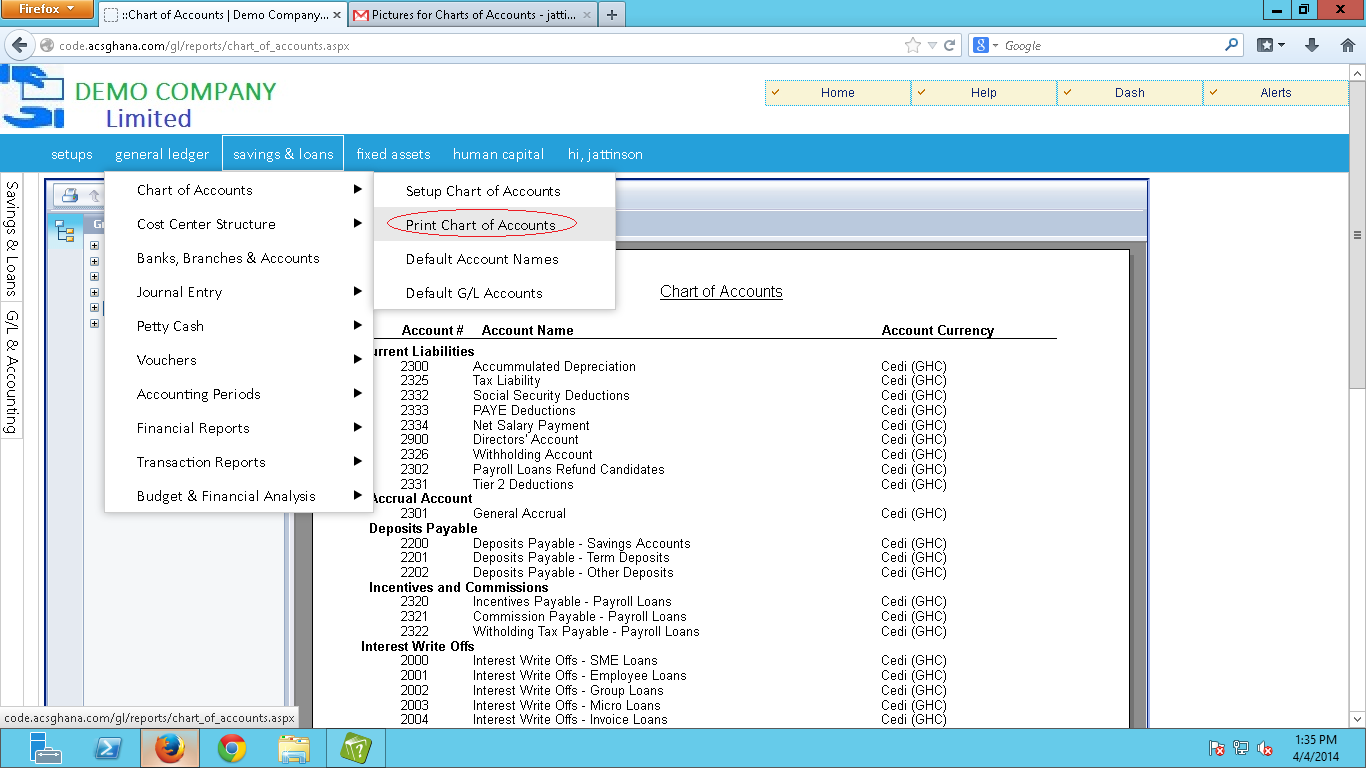 Firefox
::Chart of Accounts | Demo Company...
Pictures for Charts of Accounts - jatti...
code.acsghana.com/gl/reports/chart_of_accounts.aspx
Google
DEMO COMPANY
Limited
Home
Help
Dash
Alerts
setups
general ledger
savings & loans
fixed assets
human capital
hi, jattinson
Savings & Loans
G/L & Accounting
Chart of Accounts
Cost Center Structure
Banks, Branches & Accounts
Journal Entry
Petty Cash
Vouchers
Accounting Periods
Financial Reports
Transaction Reports
Budget & Financial Analysis
Setup Chart of Accounts
Print Chart of Accounts
Default Account Names
Default G/L Accounts
Chart of Accounts
Account # Account Name Account Currency
urrent Liabilities
2300 Accummulated Depreciation Cedi (GHC)
2325 Tax Liability Cedi (GHC)
2332 Social Security Deductions Cedi (GHC)
2333 PAYE Deductions Cedi (GHC)
2334 Net Salary Payment Cedi (GHC)
2900 Directors' Account Cedi (GHC)
2326 Withholding Account Cedi (GHC)
2302 Payroll Loans Refund Candidates Cedi (GHC)
2331 Tier 2 Deductions Cedi (GHC)
Accrual Account
2301 General Accrual Cedi (GHC)
Deposits Payable
2200 Deposits Payable - Savings Accounts Cedi (GHC)
2201 Deposits Payable - Term Deposits Cedi (GHC)
2202 Deposits Payable - Other Deposits Cedi (GHC)
Incentives and Commissions
2320 Incentives Payable - Payroll Loans Cedi (GHC)
2321 Commission Payable - Payroll Loans Cedi (GHC)
2322 Witholding Tax Payable - Payroll Loans Cedi (GHC)
Interest Write Offs
2000 Interest Write Offs - SME Loans Cedi (GHC)
2001 Interest Write Offs - Employee Loans Cedi (GHC)
2002 Interest Write Offs - Group Loans Cedi (GHC)
2003 Interest Write Offs - Micro Loans Cedi (GHC)
2004 Interest Write Offs - Invoice Loans Cedi (GHC)
code.acsghana.com/gl/reports/chart_of_accounts.aspx
1:35 PM
4/4/2014